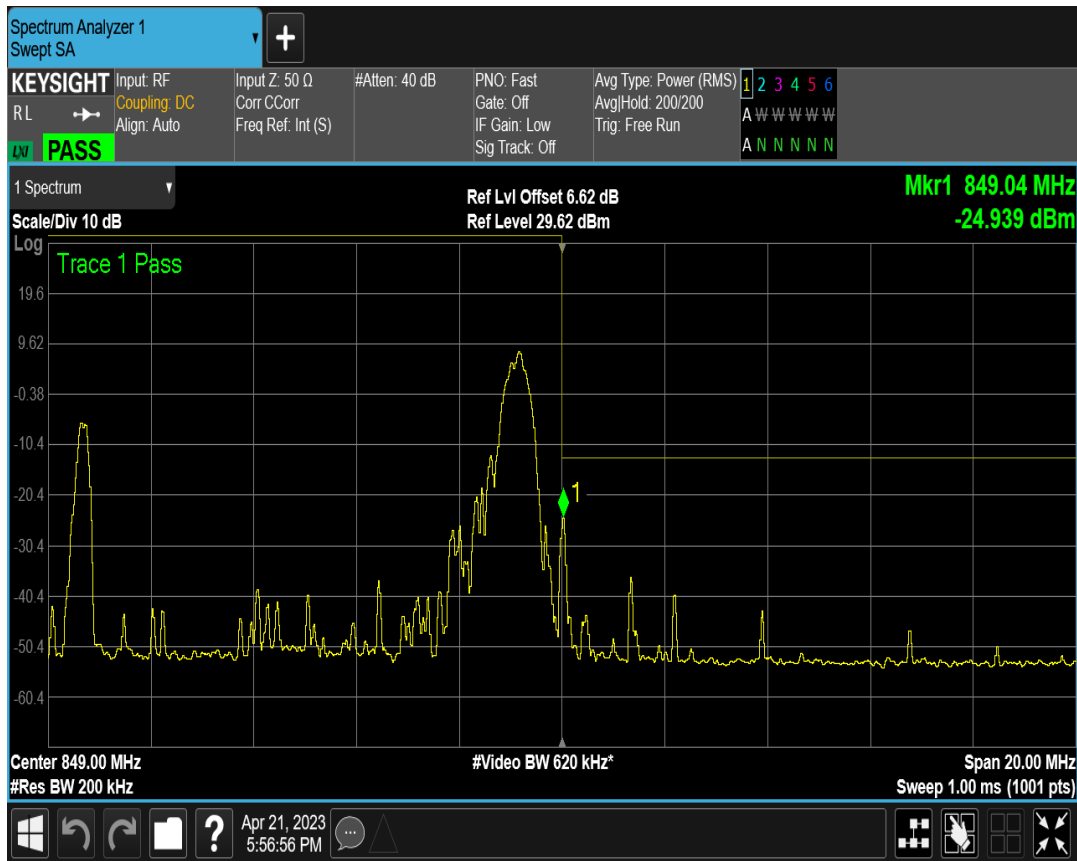 Spectrum Analyzer 1
Swept SA
+
KEYSIGHT
RL
LXI PASS
Input: RF
Coupling: DC
Align: Auto
Input Z: 50 Ω
Corr CCorr
Freq Ref: Int (S)
#Atten: 40 dB
PNO: Fast
Gate: Off
IF Gain: Low
Sig Track: Off
Avg Type: Power (RMS)
Avg|Hold: 200/200
Trig: Free Run
1 2 3 4 5 6
A W W W W W
A N N N N N
1 Spectrum
Scale/Div 10 dB
Ref Lvl Offset 6.62 dB
Ref Level 29.62 dBm
Mkr1 849.04 MHz
-24.939 dBm
Log
Trace 1 Pass
19.6
9.62
-0.38
-10.4
-20.4
1
-30.4
-40.4
-50.4
-60.4
Center 849.00 MHz
#Video BW 620 kHz*
Span 20.00 MHz
#Res BW 200 kHz
Sweep 1.00 ms (1001 pts)
?
Apr 21, 2023
5:56:56 PM